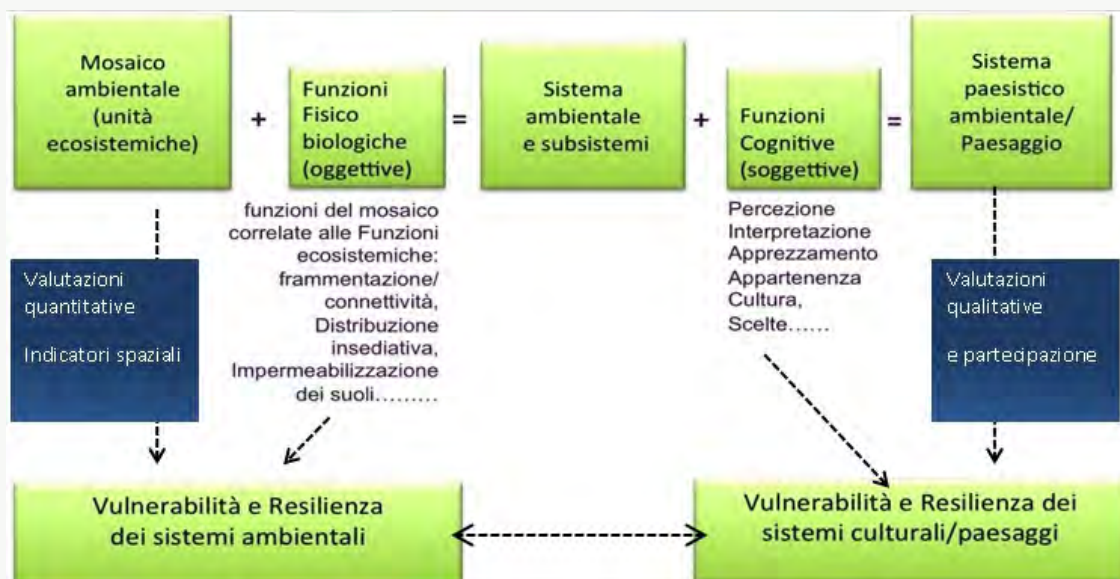 Mosaico
ambientale
(unità
ecosistemiche)
+
Funzioni
Fisico
biologiche
(oggettive)
=
Sistema
ambientale
e subsistemi
+
Funzioni
Cognitive
(soggettive)
=
Sistema
paesistico
ambientale/
Paesaggio
funzioni del mosaico
correlate alle Funzioni
ecosistemiche:
frammentazione/
connettività,
Distribuzione
insediativa,
Impermeabilizzazione
dei suoli.........
Percezione
Interpretazione
Apprezzamento
Appartenenza
Cultura,
Scelte......
Valutazioni
quantitative
Indicatori spaziali
Valutazioni
qualitative
e partecipazione
Vulnerabilità e Resilienza
dei sistemi ambientali
Vulnerabilità e Resilienza dei
sistemi culturali/paesaggi